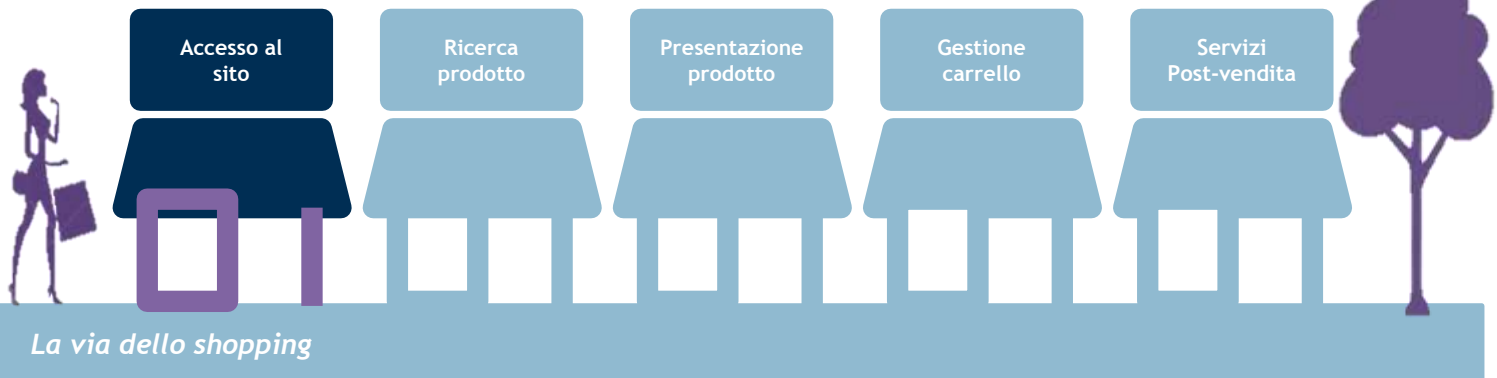 Accesso al
sito
Ricerca
prodotto
Presentazione
prodotto
Gestione
carrello
Servizi
Post-vendita
La via dello shopping